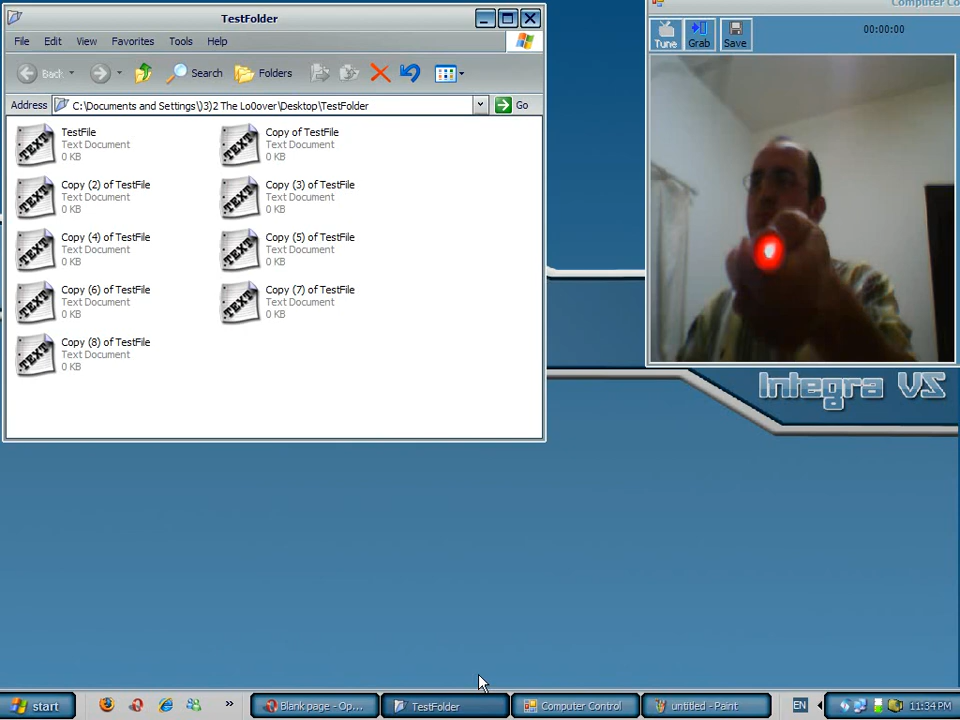 TestFolder
Computer Co
File Edit View Favorites Tools Help
Tune Grab Save 00:00:00
Back Search Folders
Address C:\Documents and Settings\)3)2 The Lo0over\Desktop\TestFolder Go
TestFile
Text Document
0 KB
Copy of TestFile
Text Document
0 KB
Copy (2) of TestFile
Text Document
0 KB
Copy (3) of TestFile
Text Document
0 KB
Copy (4) of TestFile
Text Document
0 KB
Copy (5) of TestFile
Text Document
0 KB
Copy (6) of TestFile
Text Document
0 KB
Copy (7) of TestFile
Text Document
0 KB
Copy (8) of TestFile
Text Document
0 KB
Integra VS
start Blank page - Op... TestFolder Computer Control untitled - Paint EN 11:34 PM